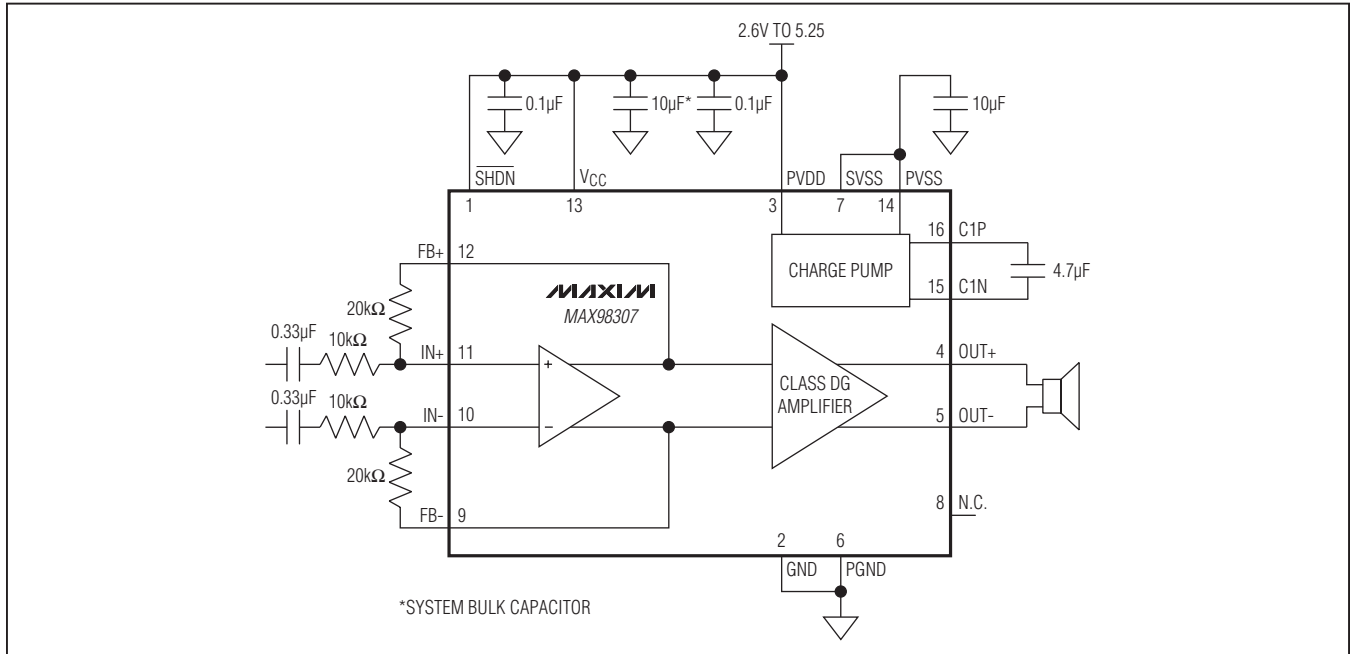 2.6V TO 5.25
0.1µF
10µF*
0.1µF
10µF
SHDN
VCC
PVDD
SVSS
PVSS
1
13
3
7
14
16 C1P
FB+ 12
CHARGE PUMP
4.7µF
15 C1N
MAXIM
MAX98307
20kΩ
0.33µF
10kΩ
IN+ 11
+
4 OUT+
CLASS DG
AMPLIFIER
0.33µF
10kΩ
IN- 10
−
5 OUT-
20kΩ
8 N.C.
FB- 9
2
6
GND
PGND
*SYSTEM BULK CAPACITOR